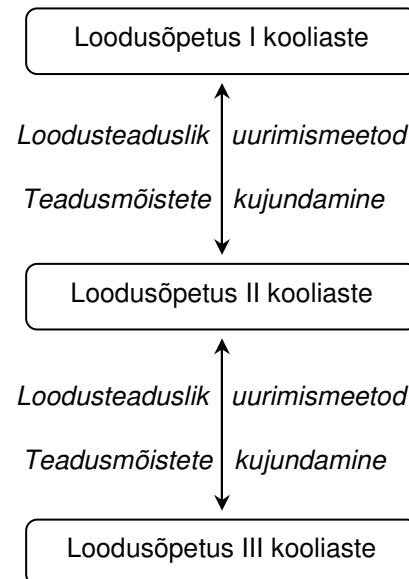 Loodusõpetus I kooliaste
Loodusteaduslik uurimismeetod
Teadusmõistete kujundamine
Loodusõpetus II kooliaste
Loodusteaduslik uurimismeetod
Teadusmõistete kujundamine
Loodusõpetus III kooliaste